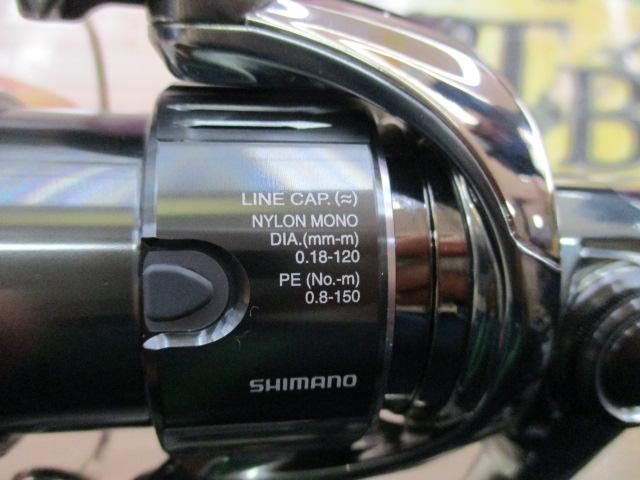 LINE CAP. (≈)
NYLON MONO
DIA.(mm-m)
0.18-120
PE (No.-m)
0.8-150
SHIMANO